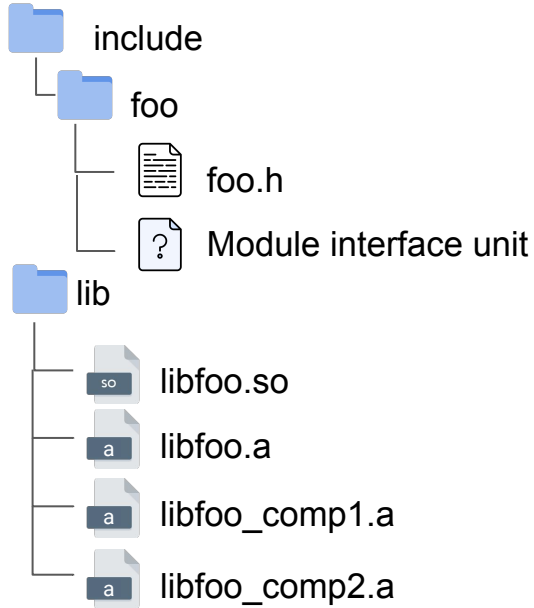 include
foo
foo.h
? Module interface unit
lib
so libfoo.so
a libfoo.a
a libfoo_comp1.a
a libfoo_comp2.a